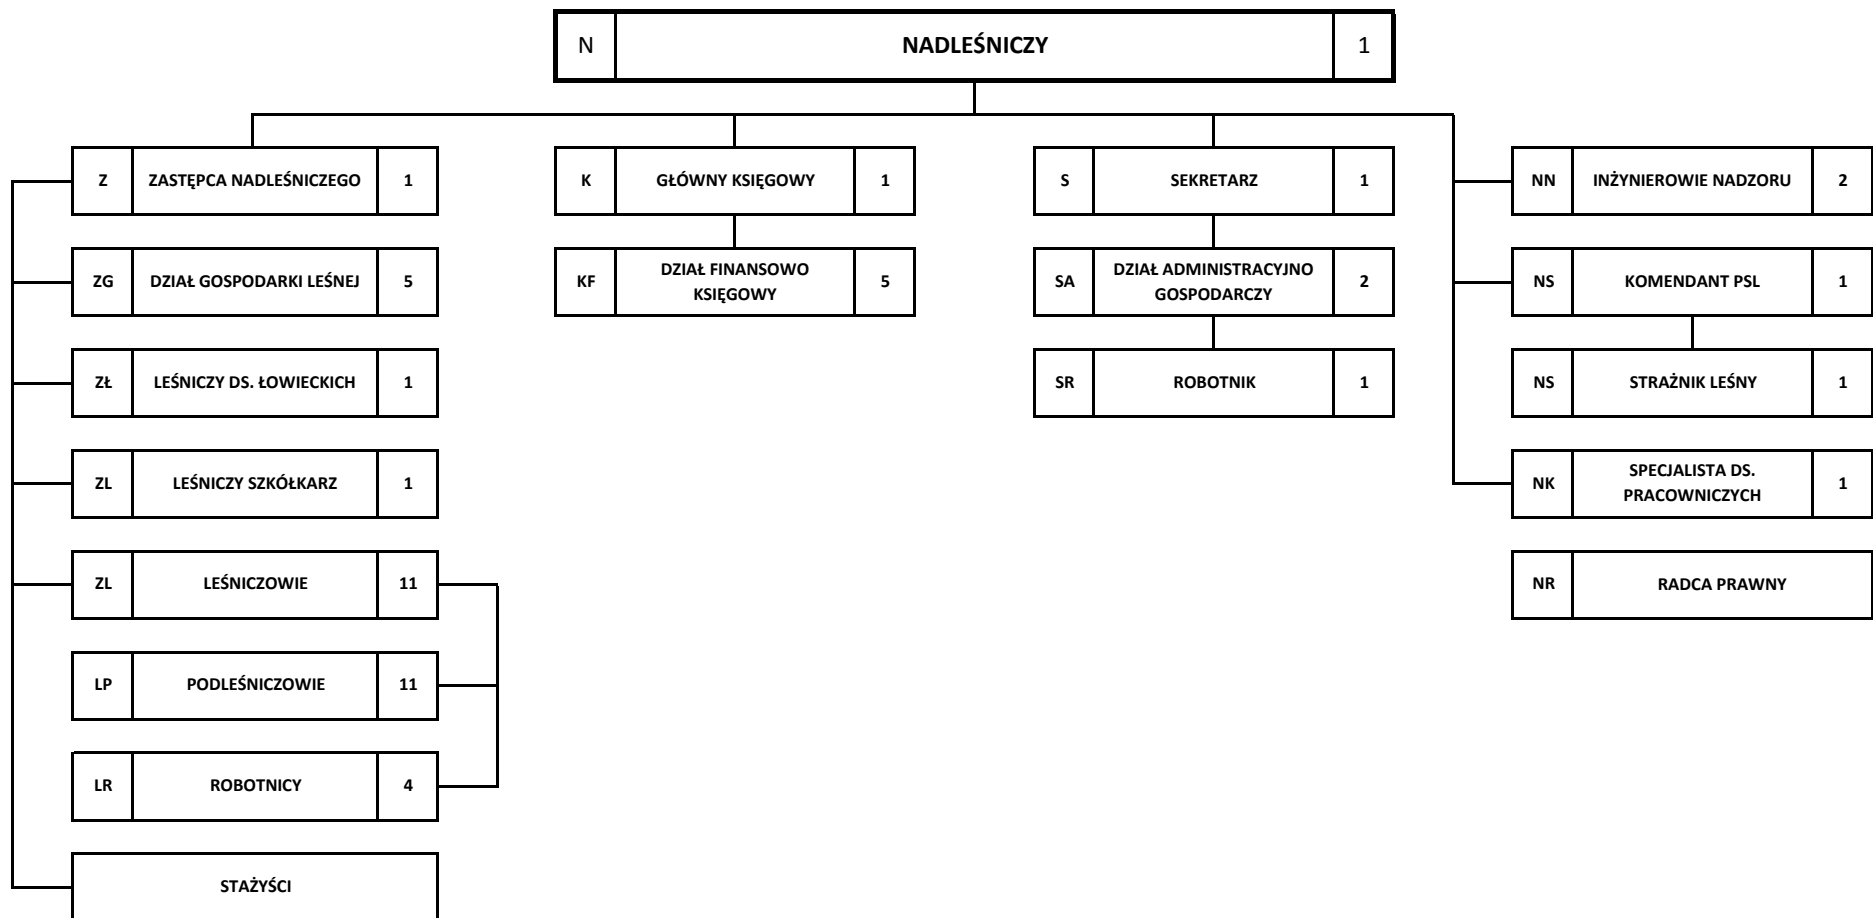 N NADLEŚNICZY 1
Z ZASTĘPCA NADLEŚNICZEGO 1
ZG DZIAŁ GOSPODARKI LEŚNEJ 5
ZŁ LEŚNICZY DS. ŁOWIECKICH 1
ZL LEŚNICZY SZKÓŁKARZ 1
ZL LEŚNICZOWIE 11
LP PODLEŚNICZOWIE 11
LR ROBOTNICY 4
STAŻYŚCI
K GŁÓWNY KSIĘGOWY 1
KF DZIAŁ FINANSOWO
KSIĘGOWY 5
S SEKRETARZ 1
SA DZIAŁ ADMINISTRACYJNO
GOSPODARCZY 2
SR ROBOTNIK 1
NN INŻYNIEROWIE NADZORU 2
NS KOMENDANT PSL 1
NS STRAŻNIK LEŚNY 1
NK SPECJALISTA DS.
PRACOWNICZYCH 1
NR RADCA PRAWNY